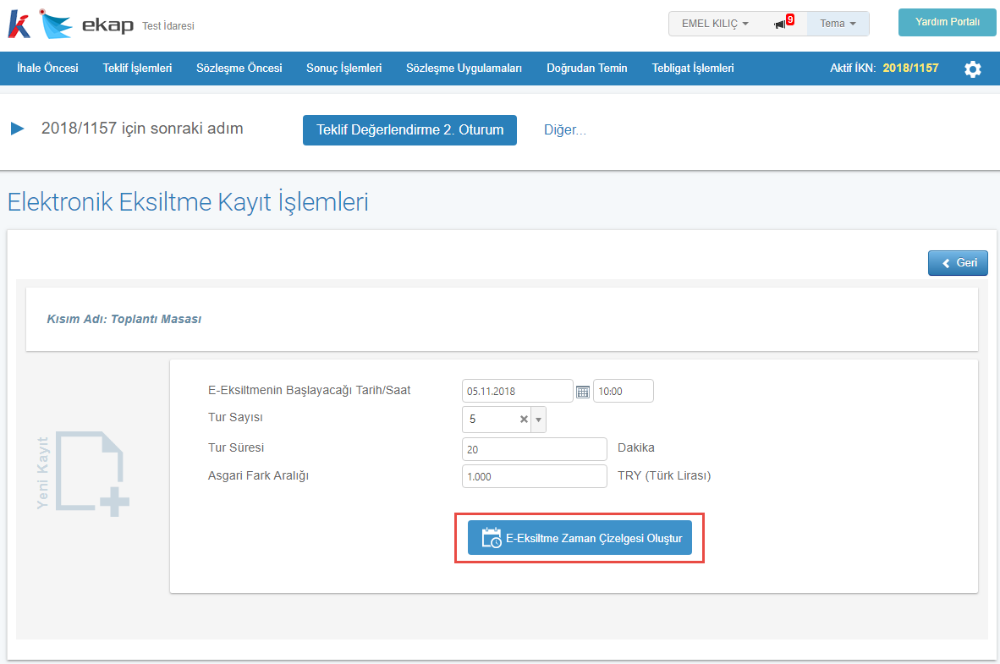 ekap Test İdaresi EMEL KILIÇ 9 Tema Yardım Portalı
İhale Öncesi Teklif İşlemleri Sözleşme Öncesi Sonuç İşlemleri Sözleşme Uygulamaları Doğrudan Temin Tebligat İşlemleri Aktif İKN: 2018/1157
2018/1157 için sonraki adım Teklif Değerlendirme 2. Oturum Diğer...
Elektronik Eksiltme Kayıt İşlemleri
Geri
Kısım Adı: Toplantı Masası
Yeni Kayıt
E-Eksiltmenin Başlayacağı Tarih/Saat 05.11.2018 10:00
Tur Sayısı 5
Tur Süresi 20 Dakika
Asgari Fark Aralığı 1.000 TRY (Türk Lirası)
E-Eksiltme Zaman Çizelgesi Oluştur